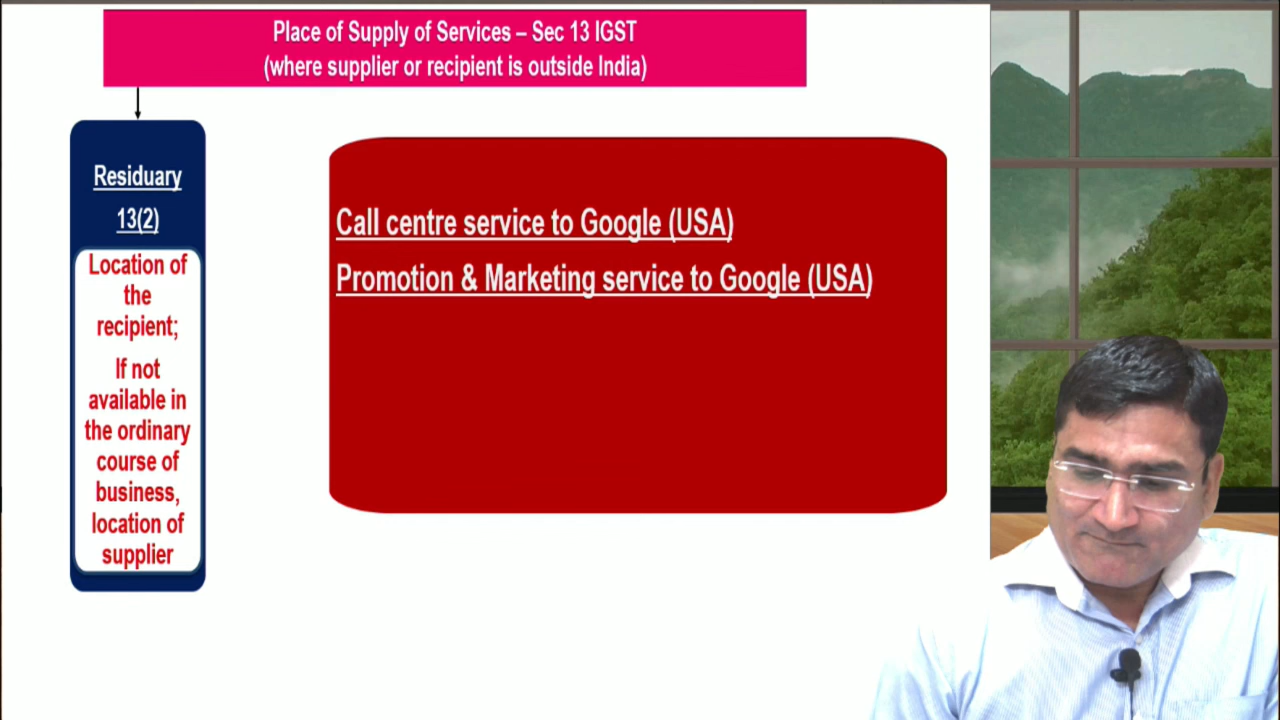 Place of Supply of Services – Sec 13 IGST
(where supplier or recipient is outside India)
Residuary
13(2)
Location of
the
recipient;
If not
available in
the ordinary
course of
business,
location of
supplier
Call centre service to Google (USA)
Promotion & Marketing service to Google (USA)